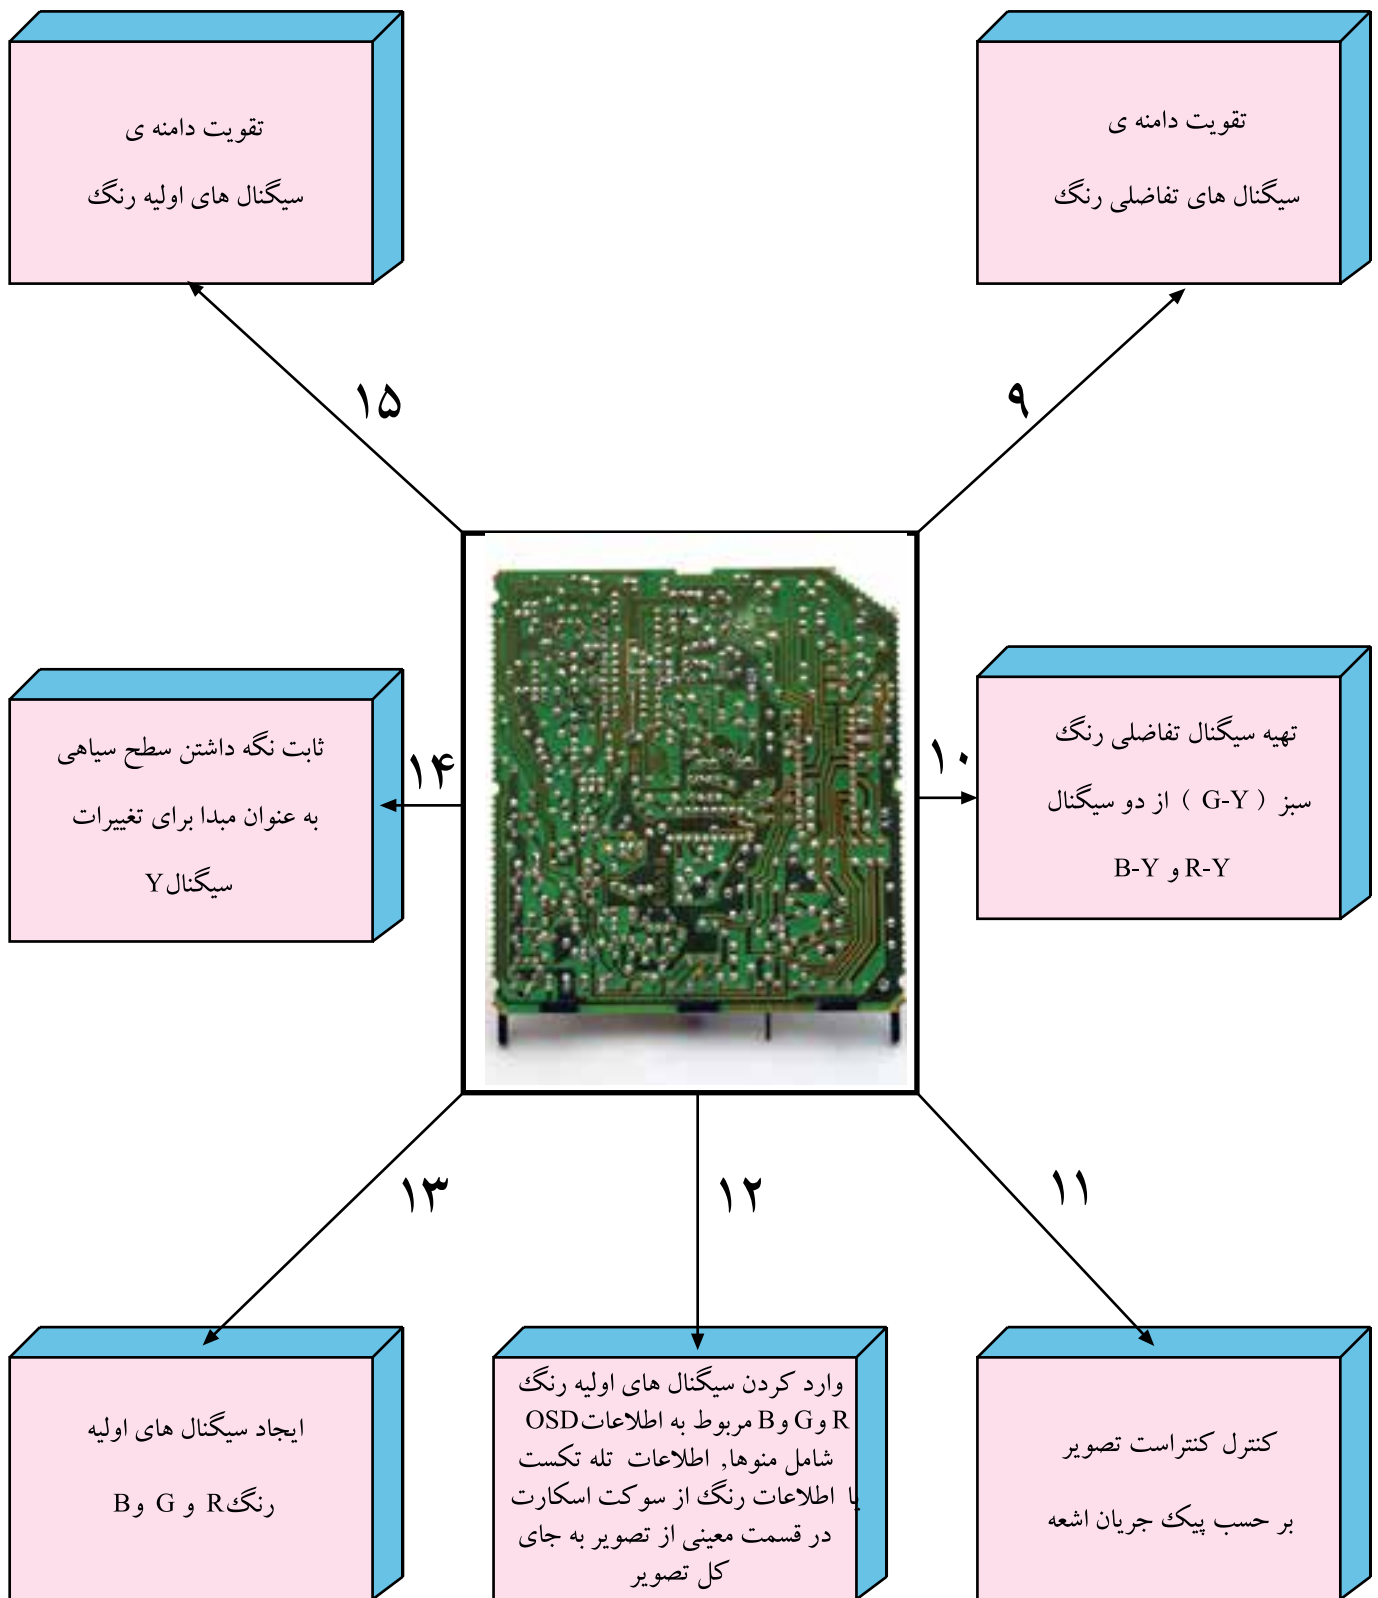 تقویت دامنه ی
سیگنال های تفاضلی رنگ
تقویت دامنه ی
سیگنال های اولیه رنگ
۹
۱۵
تهیه سیگنال تفاضلی رنگ
سبز ( G-Y ) از دو سیگنال
R-Y و B-Y
۱۰
۱۴
ثابت نگه داشتن سطح سیاهی
به عنوان مبدا برای تغییرات
سیگنال Y
۱۱
۱۲
۱۳
کنترل کنتراست تصویر
بر حسب پیک جریان اشعه
وارد کردن سیگنال های اولیه رنگ
R و G و B مربوط به اطلاعات OSD
شامل منوها, اطلاعات تله تکست
یا اطلاعات رنگ از سوکت اسکارت
در قسمت معینی از تصویر به جای
کل تصویر
ایجاد سیگنال های اولیه
رنگ R و G و B